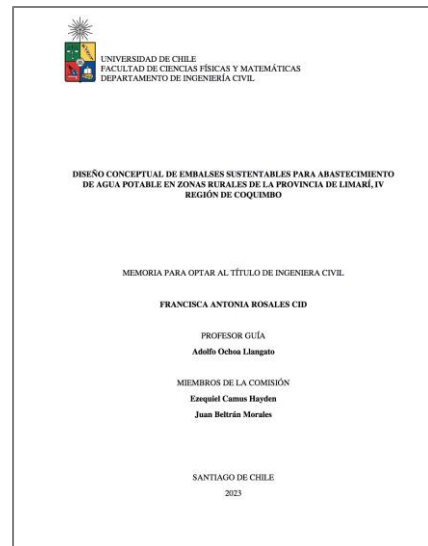 UNIVERSIDAD DE CHILE
FACULTAD DE CIENCIAS FÍSICAS Y MATEMÁTICAS
DEPARTAMENTO DE INGENIERÍA CIVIL
DISEÑO CONCEPTUAL DE EMBALSES SUSTENTABLES PARA ABASTECIMIENTO
DE AGUA POTABLE EN ZONAS RURALES DE LA PROVINCIA DE LIMARÍ, IV
REGIÓN DE COQUIMBO
MEMORIA PARA OPTAR AL TÍTULO DE INGENIERA CIVIL
FRANCISCA ANTONIA ROSALES CID
PROFESOR GUÍA
Adolfo Ochoa Llangato
MIEMBROS DE LA COMISIÓN
Ezequiel Camus Hayden
Juan Beltrán Morales
SANTIAGO DE CHILE
2023